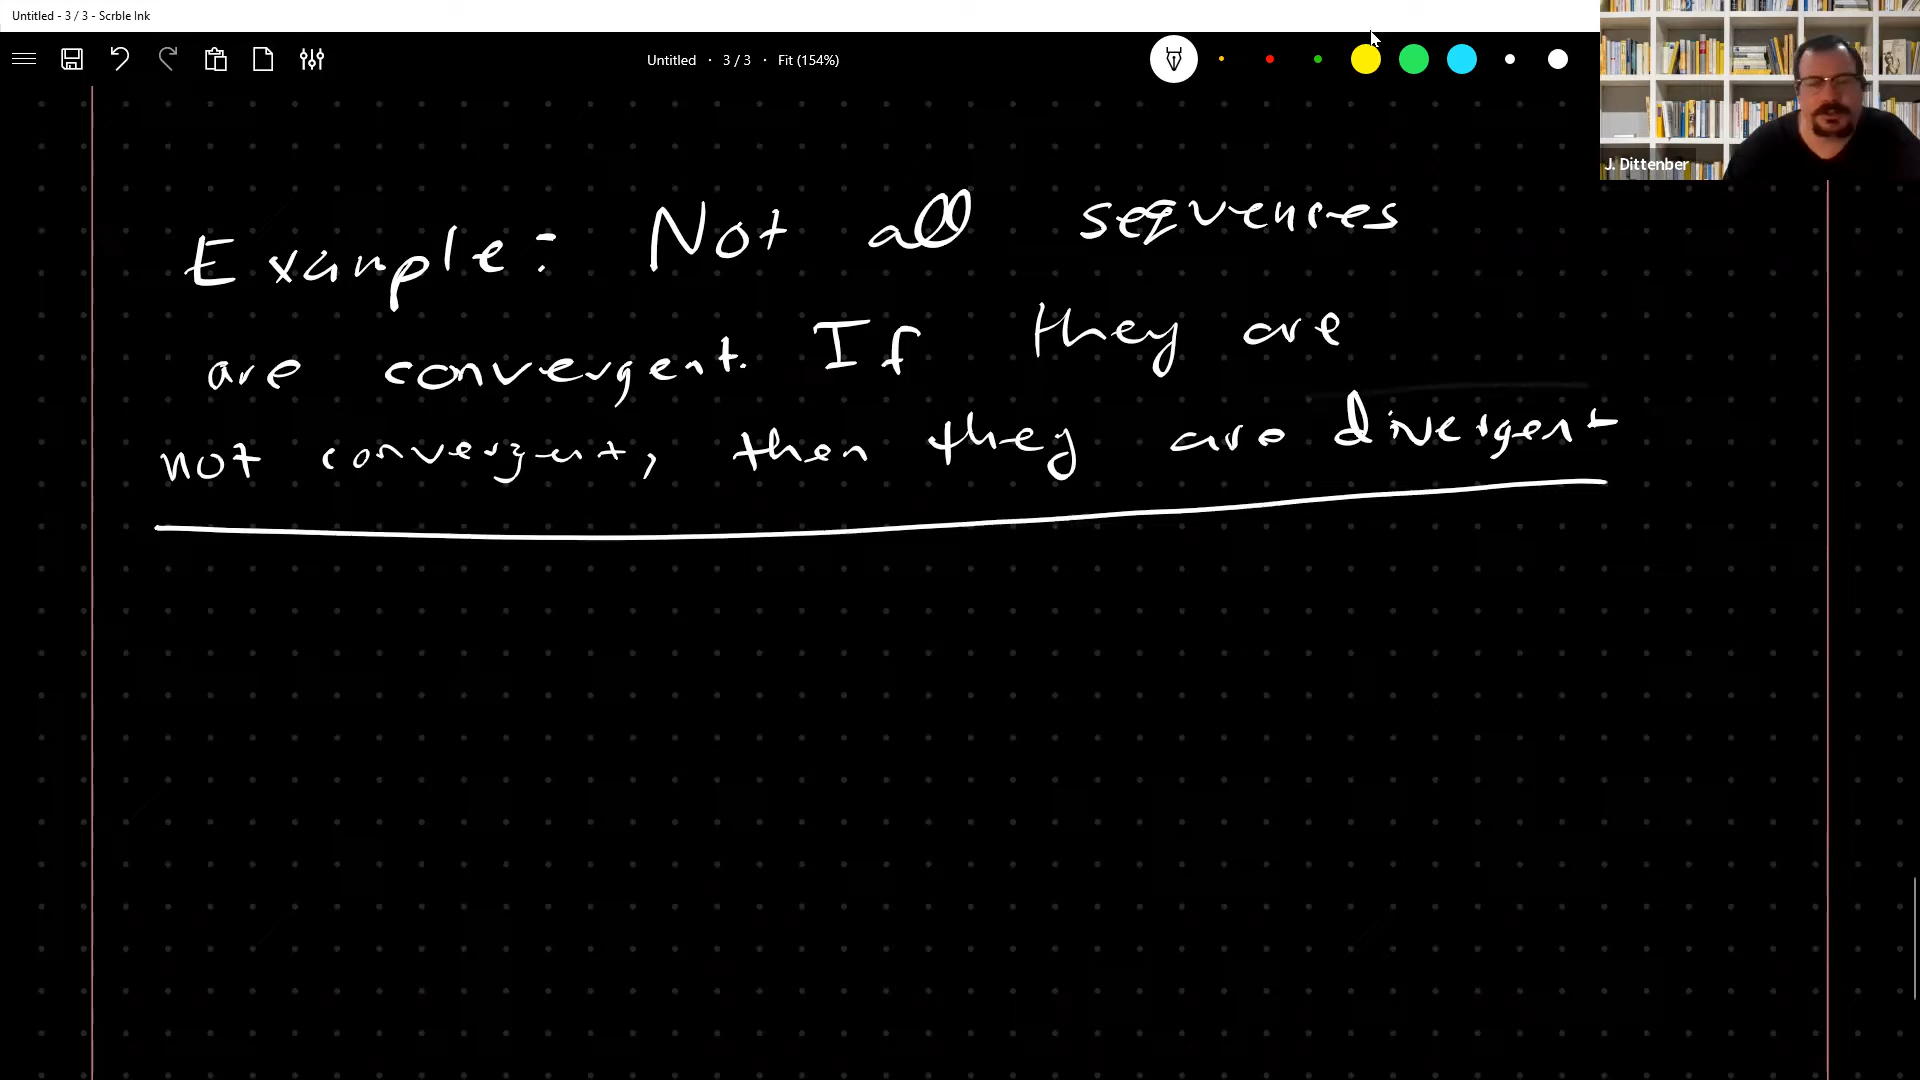 Untitled - 3 / 3 - Scrble Ink
Untitled · 3 / 3 · Fit (154%)
J. Dittenber
Example: Not all sequences
are convergent. If they are
not convergent, then they are divergent